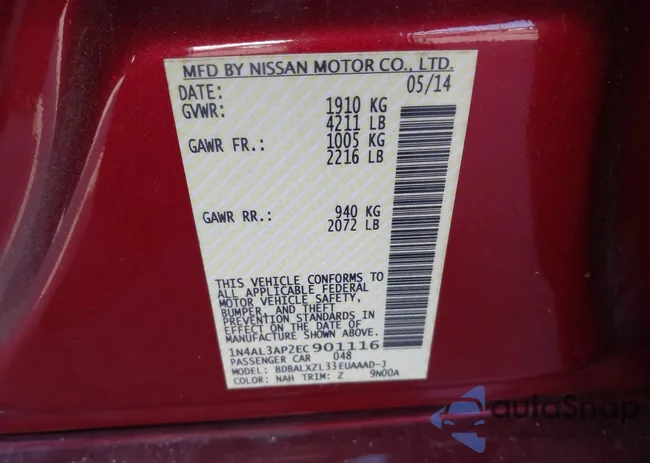 MFD BY NISSAN MOTOR CO., LTD.
DATE: 05/14
GVWR: 1910 KG
4211 LB
GAWR FR.: 1005 KG
2216 LB
GAWR RR.: 940 KG
2072 LB
THIS VEHICLE CONFORMS TO
ALL APPLICABLE FEDERAL
MOTOR VEHICLE SAFETY,
BUMPER, AND THEFT
PREVENTION STANDARDS IN
EFFECT ON THE DATE OF
MANUFACTURE SHOWN ABOVE.
1N4AL3AP2EC901116
PASSENGER CAR 048
MODEL: BDBALXZL33EUAAAD-J
COLOR: NAH TRIM: Z 9N00A
autoSnap